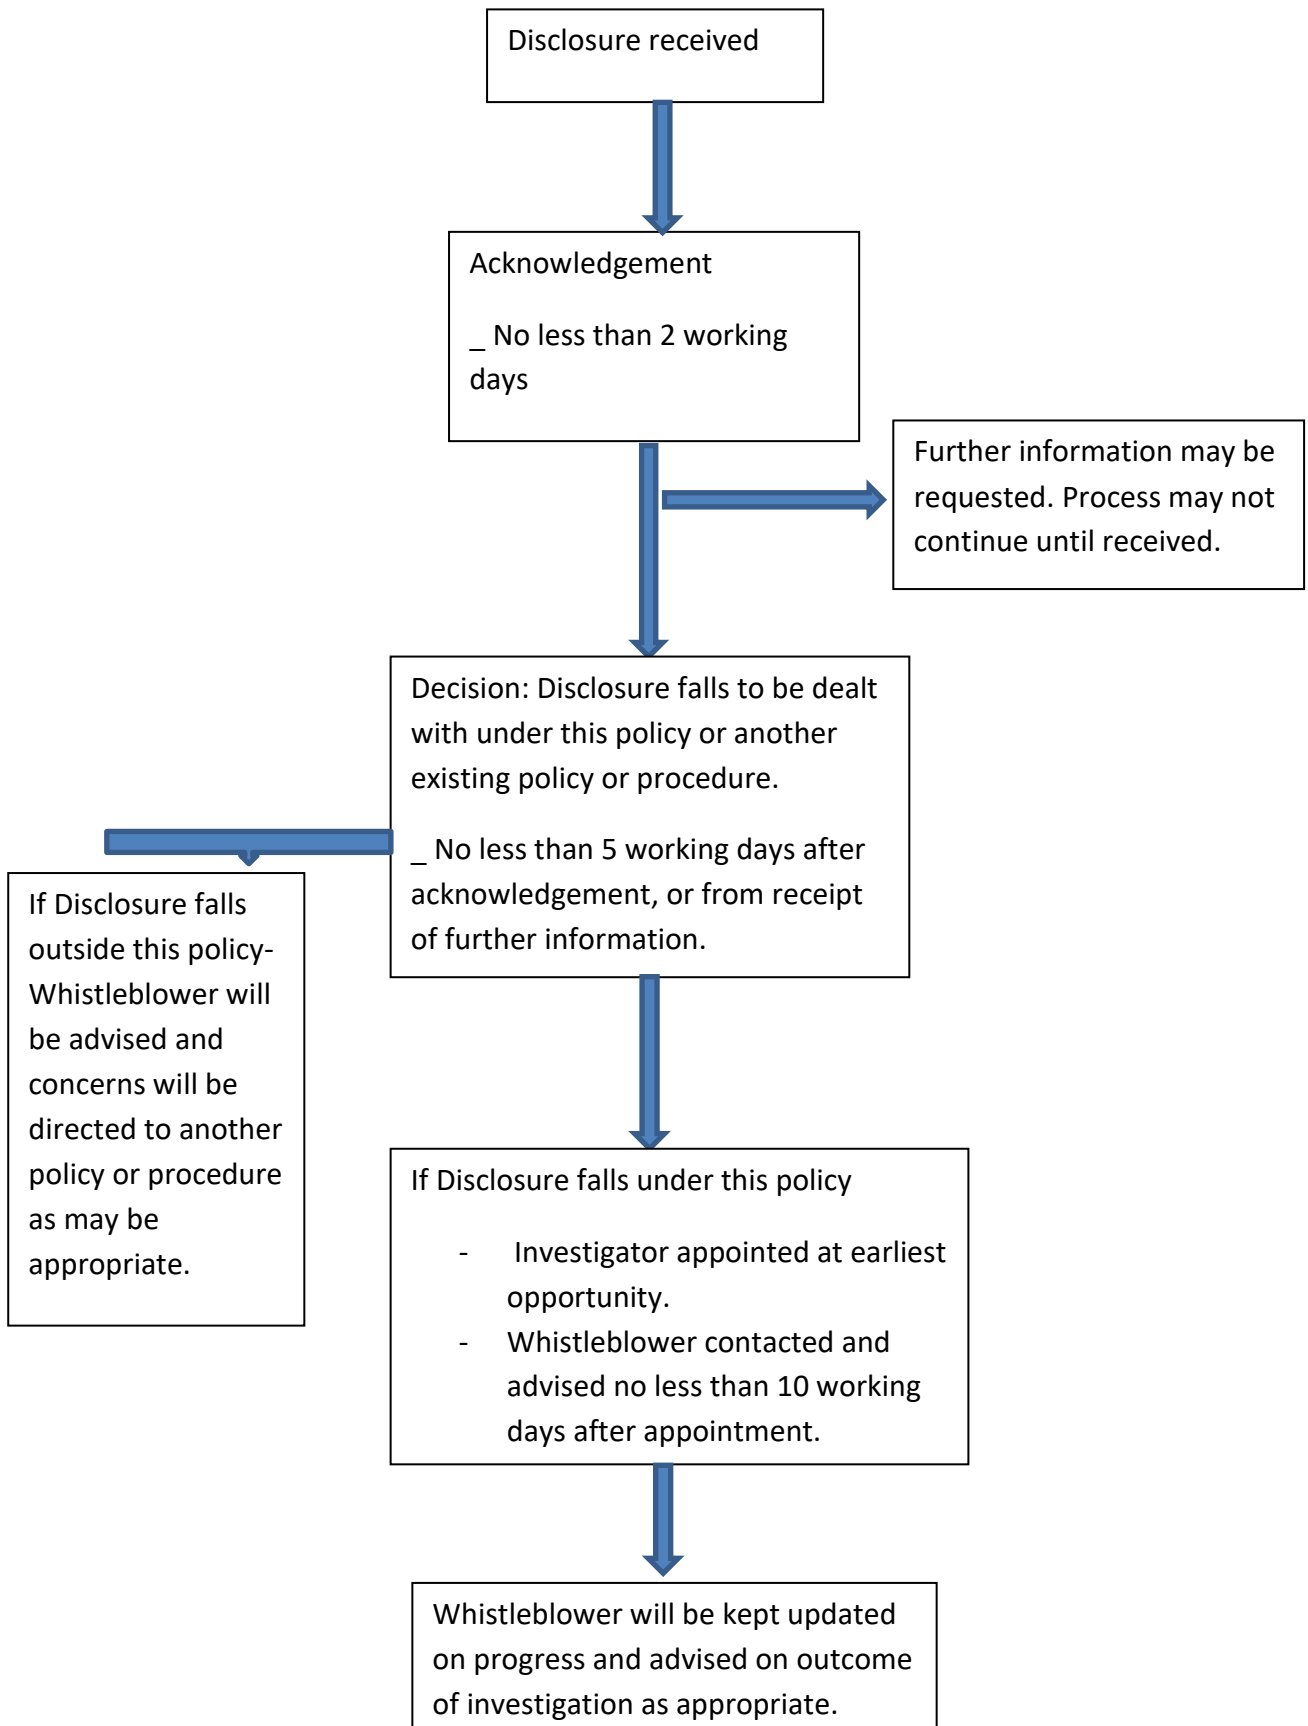 Disclosure received
Acknowledgement
_ No less than 2 working
days
Further information may be
requested. Process may not
continue until received.
Decision: Disclosure falls to be dealt
with under this policy or another
existing policy or procedure.
_ No less than 5 working days after
acknowledgement, or from receipt
of further information.
If Disclosure falls
outside this policy-
Whistleblower will
be advised and
concerns will be
directed to another
policy or procedure
as may be
appropriate.
If Disclosure falls under this policy
- Investigator appointed at earliest
opportunity.
- Whistleblower contacted and
advised no less than 10 working
days after appointment.
Whistleblower will be kept updated
on progress and advised on outcome
of investigation as appropriate.